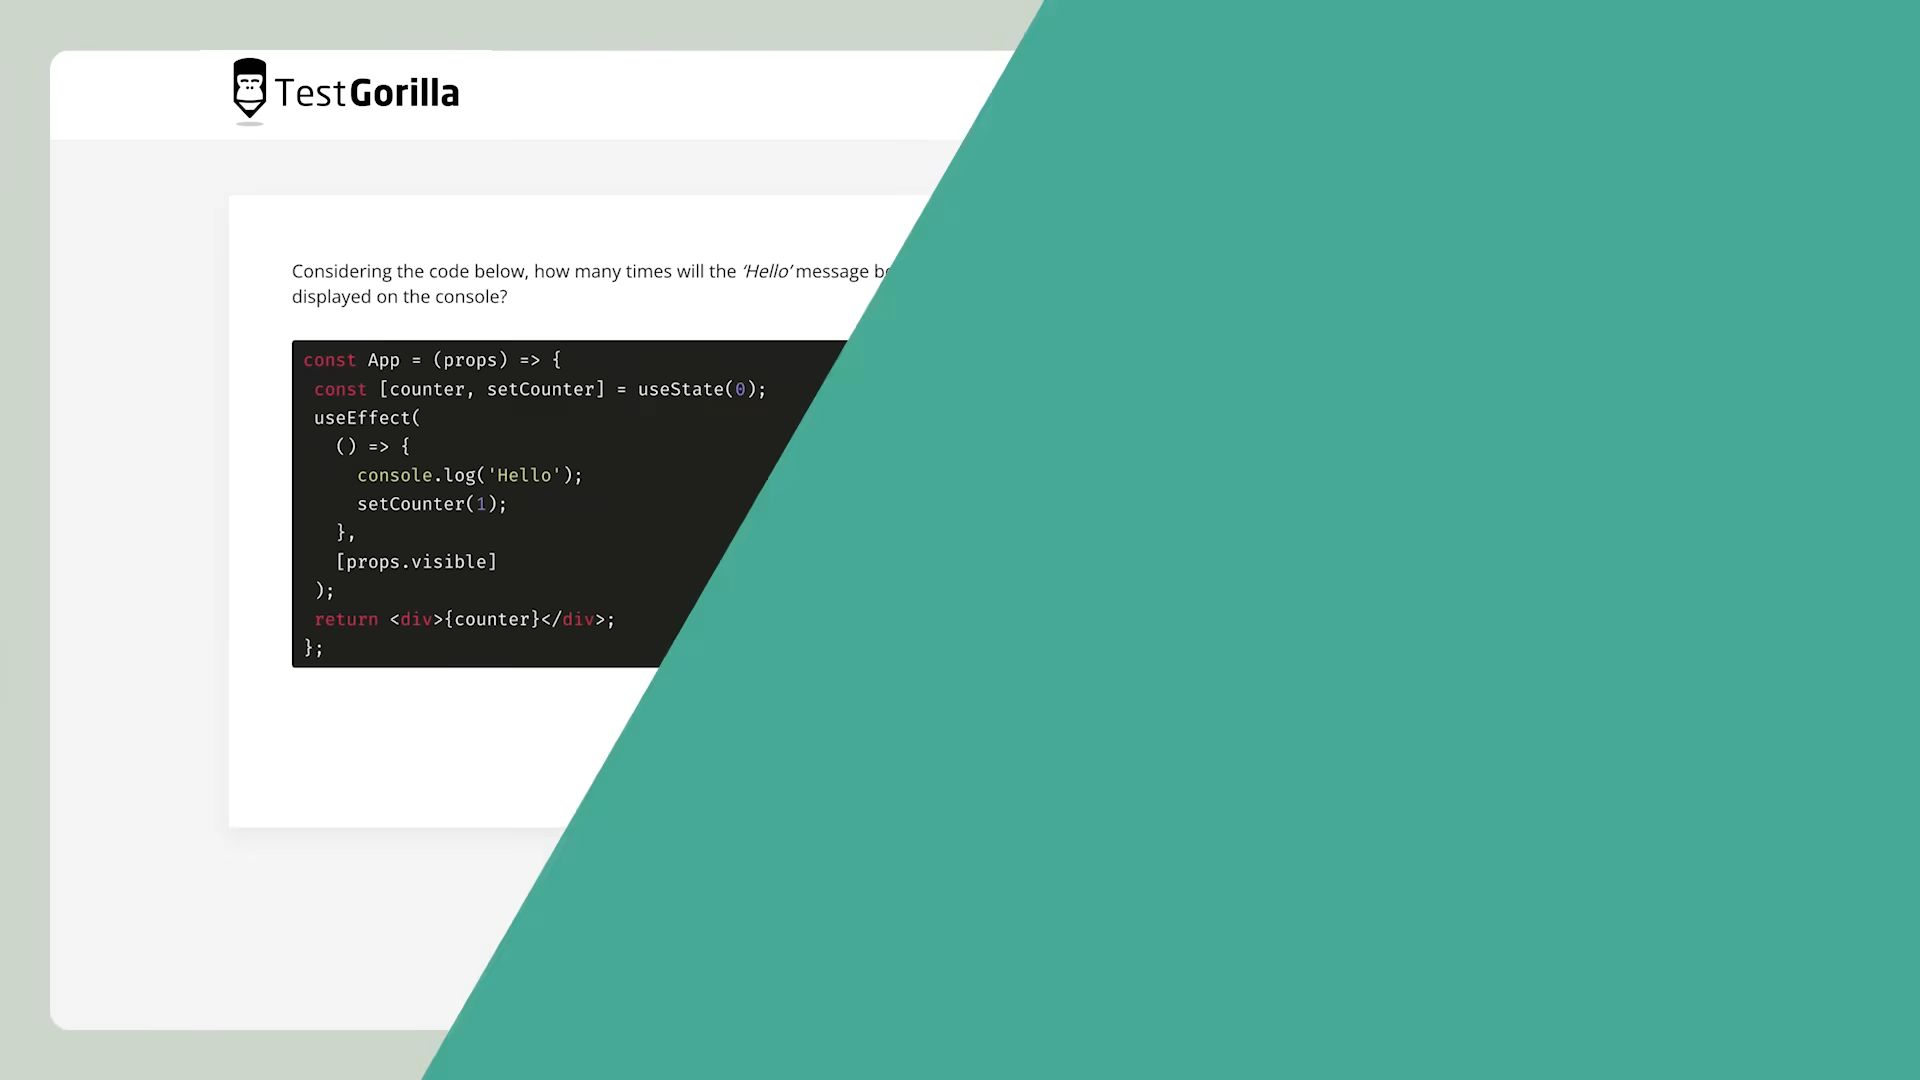 TestGorilla
Considering the code below, how many times will the ‘Hello’ message be
displayed on the console?
const App = (props) => {
const [counter, setCounter] = useState(0);
useEffect(
() => {
console.log('Hello');
setCounter(1);
},
[props.visible]
);
return <div>{counter}</div>;
};